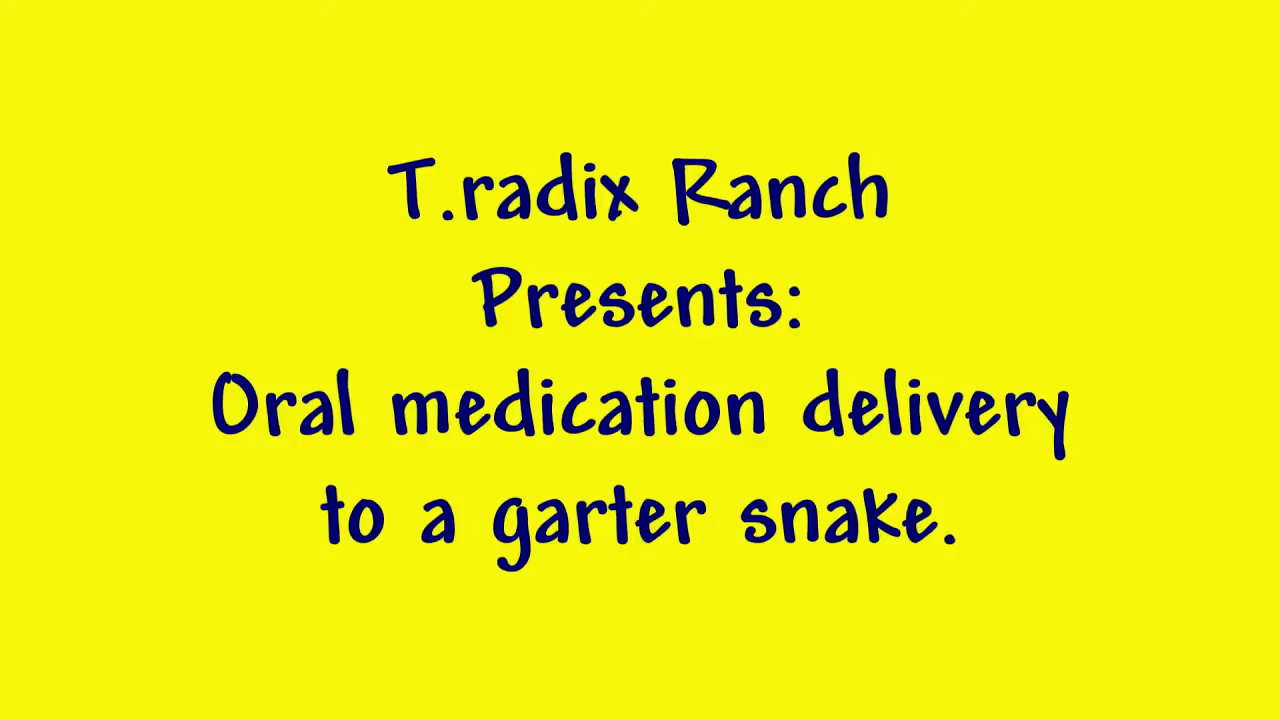 T.radix Ranch
Presents:
Oral medication delivery
to a garter snake.